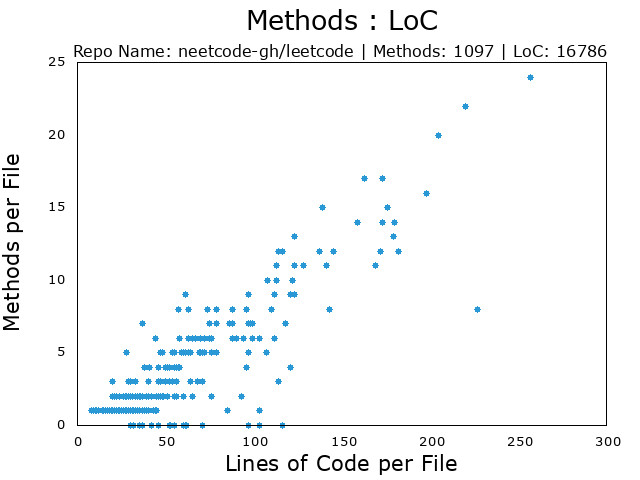 Methods : LoC
Repo Name: neetcode-gh/leetcode | Methods: 1097 | LoC: 16786
25
20
15
10
5
0
Methods per File
0 50 100 150 200 250 300
Lines of Code per File